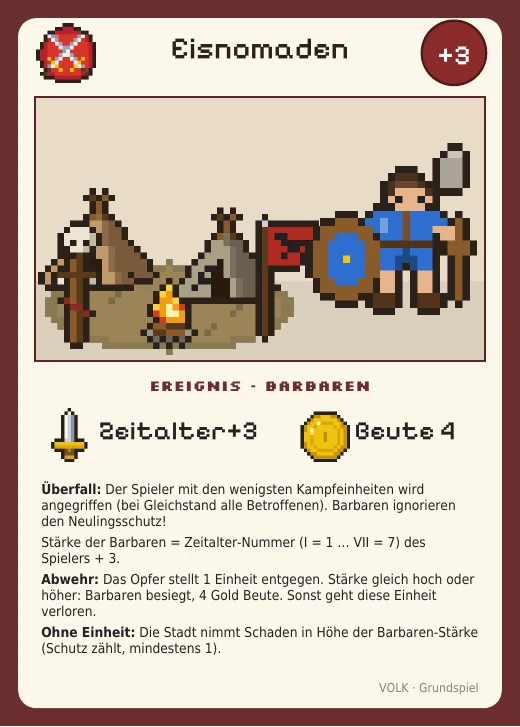 Eisnomaden
+3
EREIGNIS · BARBAREN
Zeitalter+3
Beute 4
Überfall: Der Spieler mit den wenigsten Kampfeinheiten wird
angegriffen (bei Gleichstand alle Betroffenen). Barbaren ignorieren
den Neulingsschutz!
Stärke der Barbaren = Zeitalter-Nummer (I = 1 … VII = 7) des
Spielers + 3.
Abwehr: Das Opfer stellt 1 Einheit entgegen. Stärke gleich hoch oder
höher: Barbaren besiegt, 4 Gold Beute. Sonst geht diese Einheit
verloren.
Ohne Einheit: Die Stadt nimmt Schaden in Höhe der Barbaren-Stärke
(Schutz zählt, mindestens 1).
VOLK · Grundspiel